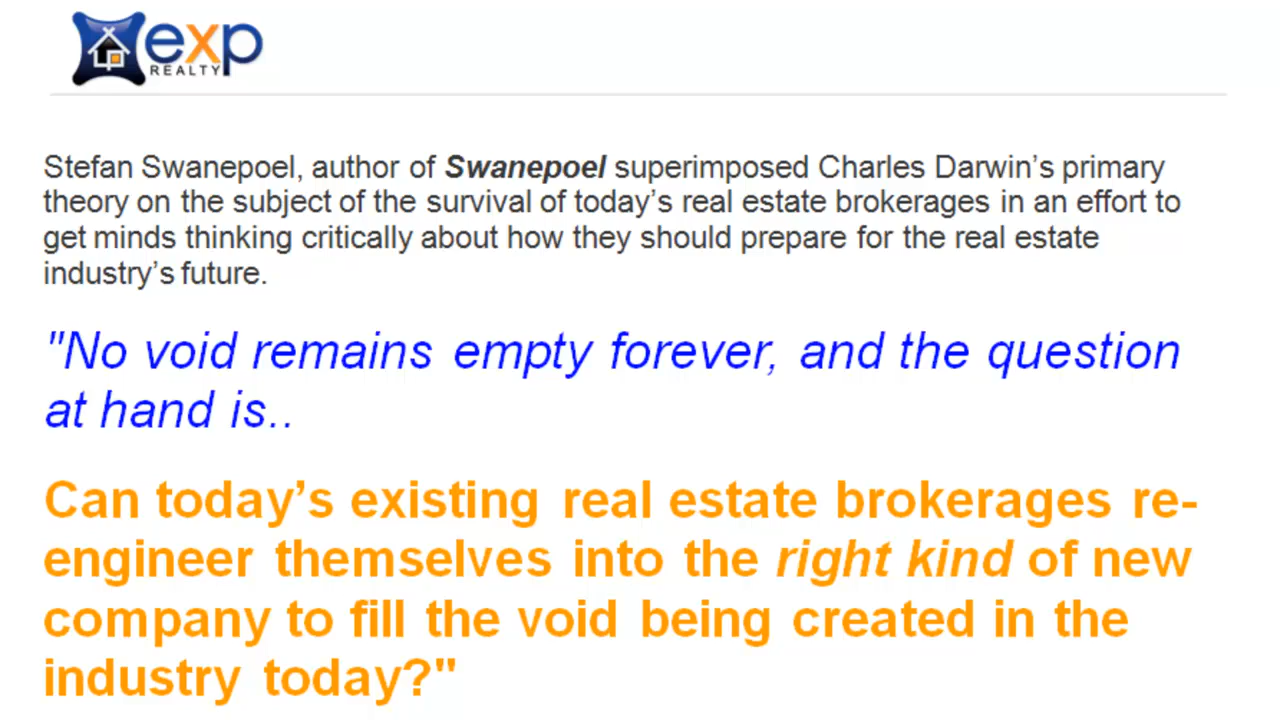 exp
REALTY
Stefan Swanepoel, author of Swanepoel superimposed Charles Darwin’s primary
theory on the subject of the survival of today’s real estate brokerages in an effort to
get minds thinking critically about how they should prepare for the real estate
industry’s future.
"No void remains empty forever, and the question
at hand is..
Can today’s existing real estate brokerages re-
engineer themselves into the right kind of new
company to fill the void being created in the
industry today?"